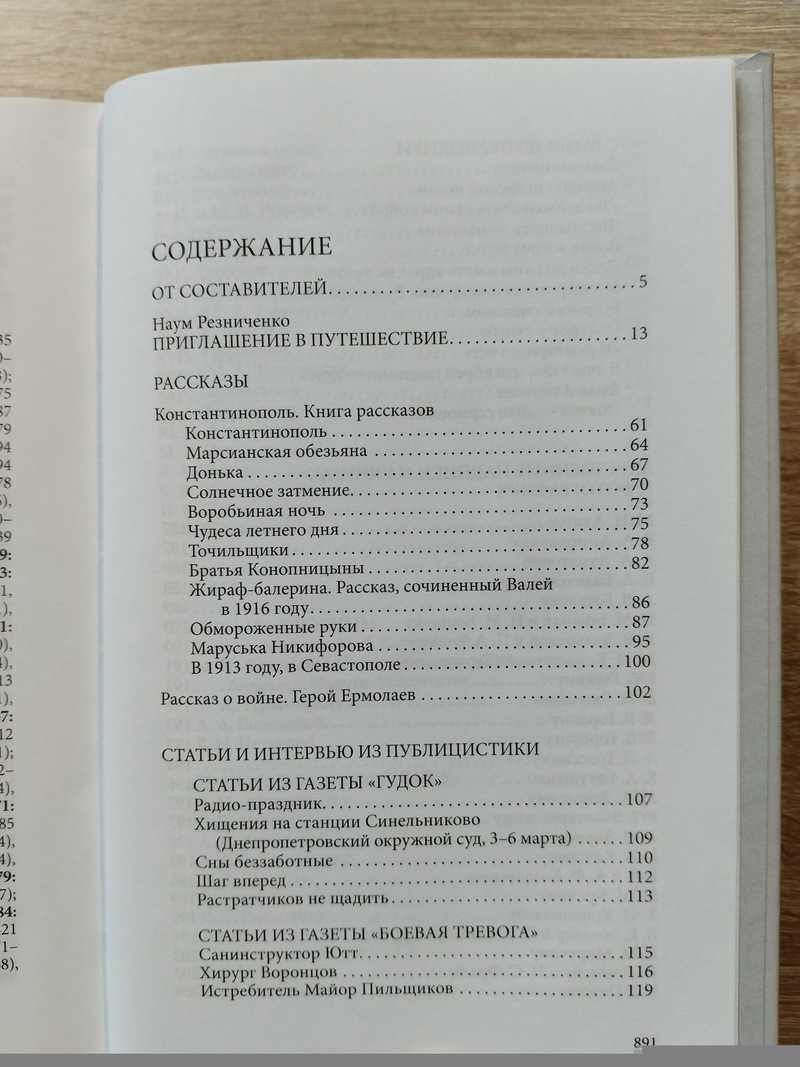 СОДЕРЖАНИЕ
ОТ СОСТАВИТЕЛЕЙ. . . . . . . . . . . . . . . . . . . . . . . . . . . . . . 5
Наум Резниченко
ПРИГЛАШЕНИЕ В ПУТЕШЕСТВИЕ. . . . . . . . . . . . . . . . . . 13
РАССКАЗЫ
Константинополь. Книга рассказов
Константинополь . . . . . . . . . . . . . . . . . . . . . . . . . . . . . 61
Марсианская обезьяна . . . . . . . . . . . . . . . . . . . . . . . . 64
Донька . . . . . . . . . . . . . . . . . . . . . . . . . . . . . . . . . . . . . 67
Солнечное затмение. . . . . . . . . . . . . . . . . . . . . . . . . . 70
Воробьиная ночь . . . . . . . . . . . . . . . . . . . . . . . . . . . . 73
Чудеса летнего дня . . . . . . . . . . . . . . . . . . . . . . . . . . . 75
Точильщики . . . . . . . . . . . . . . . . . . . . . . . . . . . . . . . . 78
Братья Конопницыны . . . . . . . . . . . . . . . . . . . . . . . . 82
Жираф-балерина. Рассказ, сочиненный Валей
в 1916 году. . . . . . . . . . . . . . . . . . . . . . . . . . . . . . 86
Обмороженные руки . . . . . . . . . . . . . . . . . . . . . . . . . 87
Маруська Никифорова . . . . . . . . . . . . . . . . . . . . . . . 95
В 1913 году, в Севастополе . . . . . . . . . . . . . . . . . . . . 100
Рассказ о войне. Герой Ермолаев . . . . . . . . . . . . . . . . . . 102
СТАТЬИ И ИНТЕРВЬЮ ИЗ ПУБЛИЦИСТИКИ
СТАТЬИ ИЗ ГАЗЕТЫ «ГУДОК»
Радио-праздник. . . . . . . . . . . . . . . . . . . . . . . . . . . . . 107
Хищения на станции Синельниково
(Днепропетровский окружной суд, 3–6 марта) . . . . . . 109
Сны беззаботные . . . . . . . . . . . . . . . . . . . . . . . . . . . . 110
Шаг вперед . . . . . . . . . . . . . . . . . . . . . . . . . . . . . . . . 112
Растратчиков не щадить . . . . . . . . . . . . . . . . . . . . . . 113
СТАТЬИ ИЗ ГАЗЕТЫ «БОЕВАЯ ТРЕВОГА»
Санинструктор Ютт. . . . . . . . . . . . . . . . . . . . . . . . . . 115
Хирург Воронцов . . . . . . . . . . . . . . . . . . . . . . . . . . . 116
Истребитель Майор Пильщиков . . . . . . . . . . . . . . . . 119
891